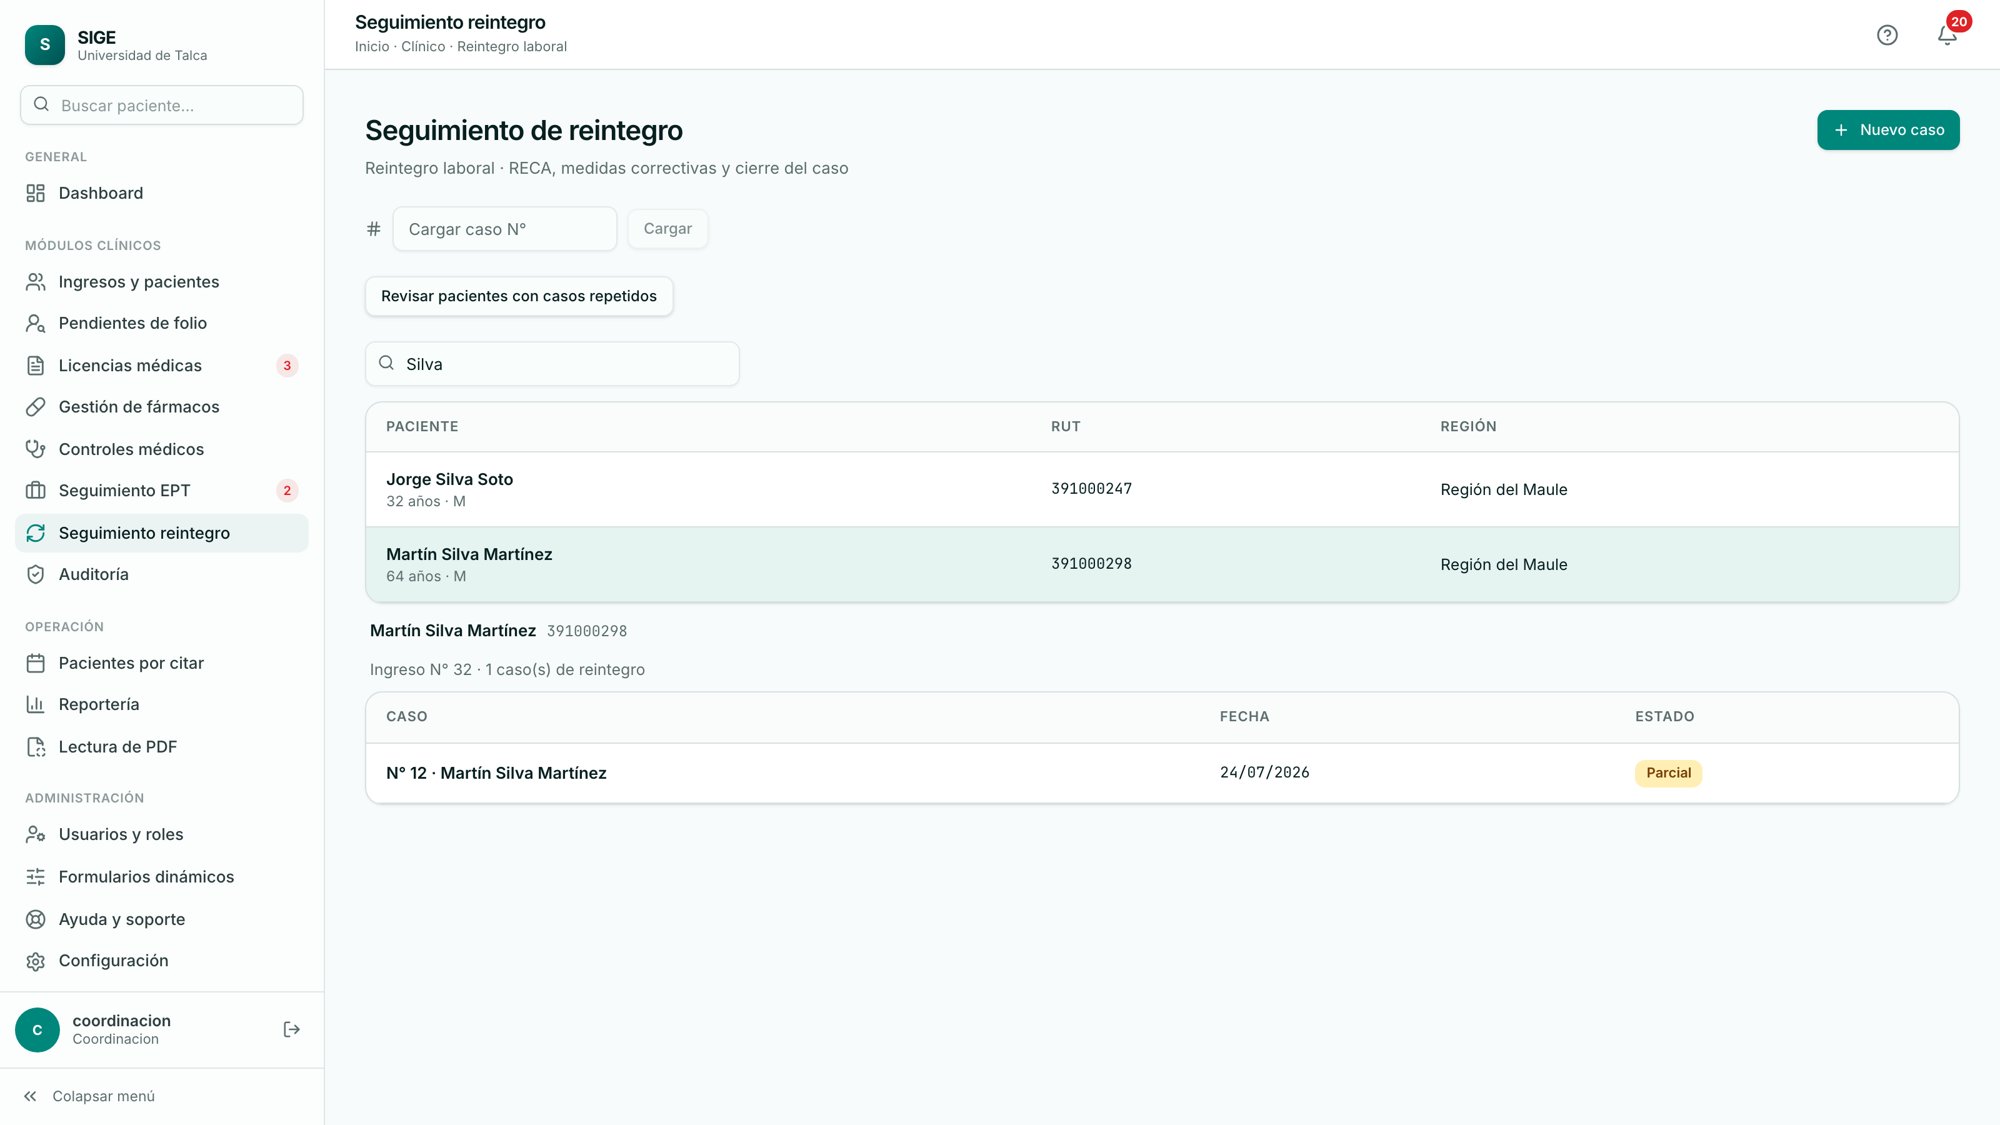 S
SIGE
Universidad de Talca
Buscar paciente...
GENERAL
Dashboard
MÓDULOS CLÍNICOS
Ingresos y pacientes
Pendientes de folio
Licencias médicas 3
Gestión de fármacos
Controles médicos
Seguimiento EPT 2
Seguimiento reintegro
Auditoría
OPERACIÓN
Pacientes por citar
Reportería
Lectura de PDF
ADMINISTRACIÓN
Usuarios y roles
Formularios dinámicos
Ayuda y soporte
Configuración
C
coordinacion
Coordinacion
Colapsar menú
Seguimiento reintegro
Inicio · Clínico · Reintegro laboral
20
Seguimiento de reintegro
Nuevo caso
Reintegro laboral · RECA, medidas correctivas y cierre del caso
# Cargar caso N° Cargar
Revisar pacientes con casos repetidos
Silva
PACIENTE RUT REGIÓN
Jorge Silva Soto
32 años · M
391000247 Región del Maule
Martín Silva Martínez
64 años · M
391000298 Región del Maule
Martín Silva Martínez 391000298
Ingreso N° 32 · 1 caso(s) de reintegro
CASO FECHA ESTADO
N° 12 · Martín Silva Martínez 24/07/2026 Parcial